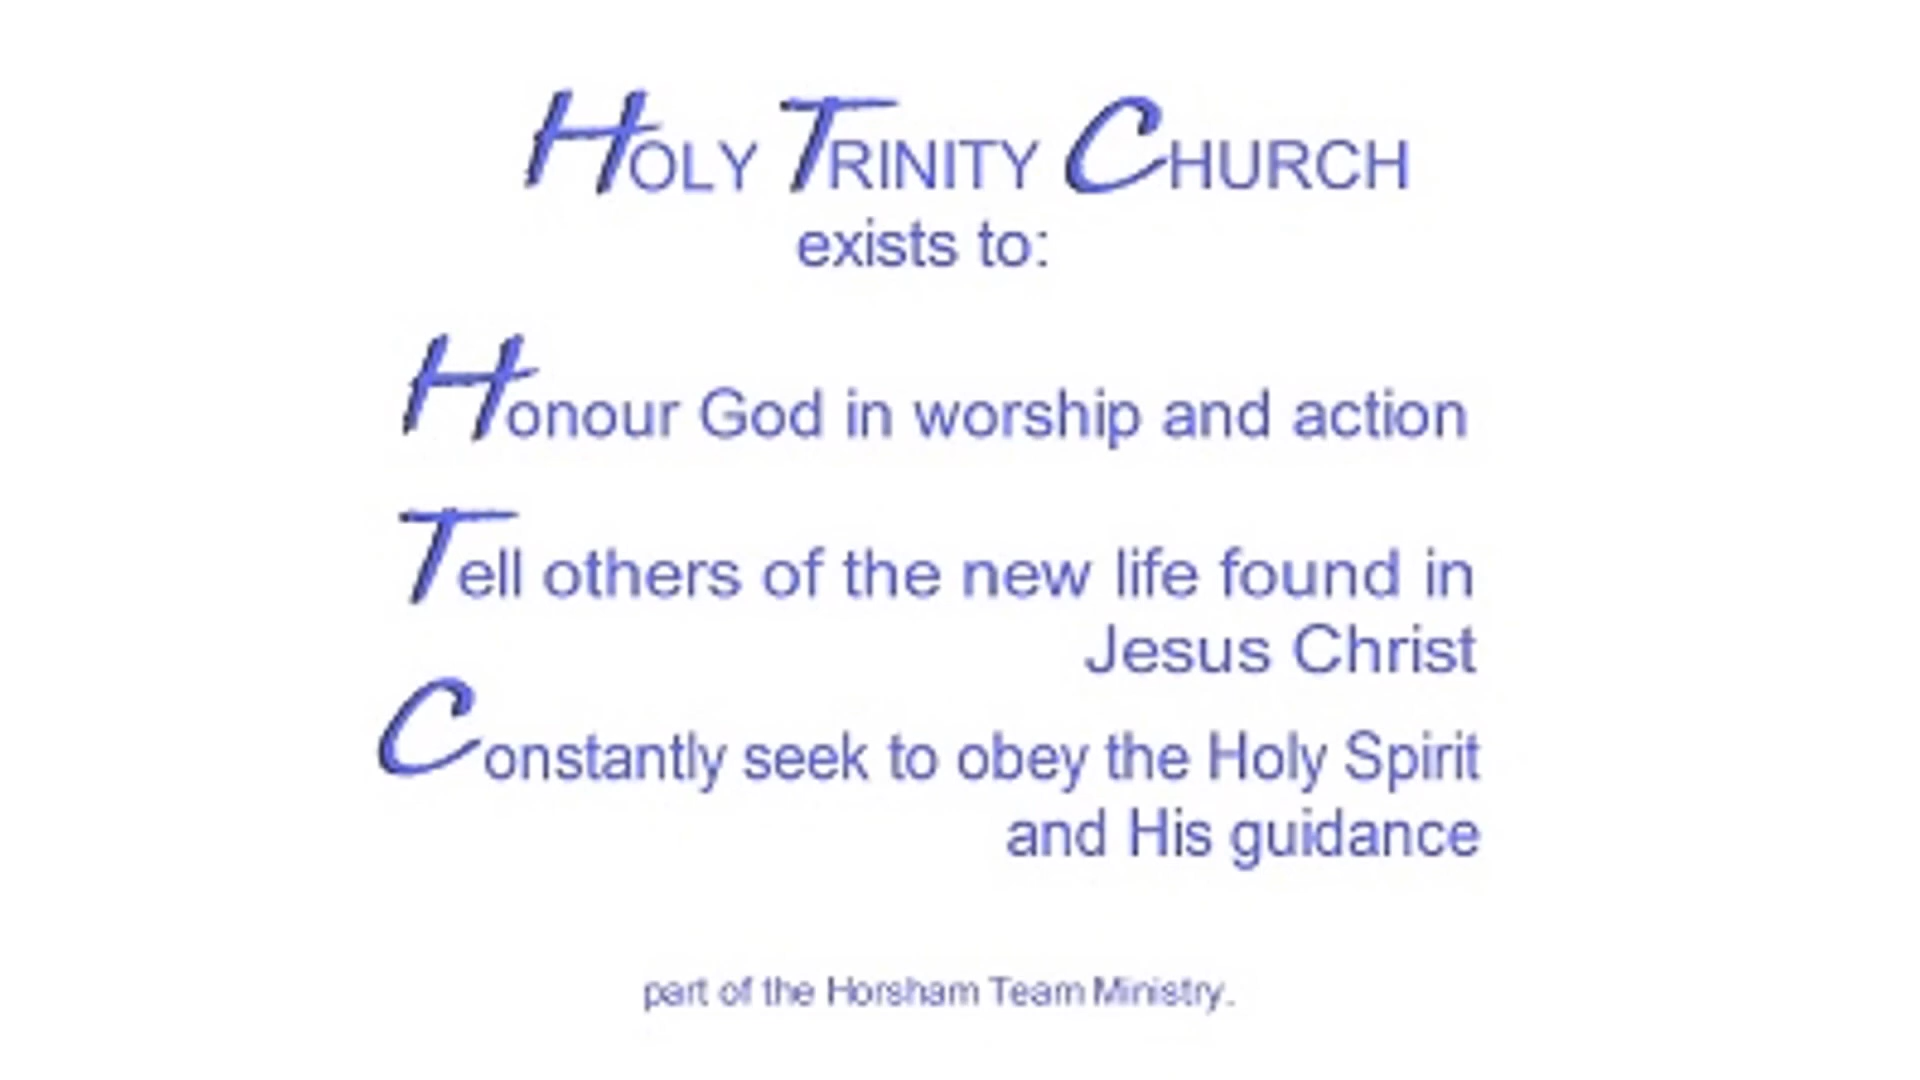 HOLY TRINITY CHURCH
exists to:
Honour God in worship and action
Tell others of the new life found in
Jesus Christ
Constantly seek to obey the Holy Spirit
and His guidance
part of the Horsham Team Ministry.